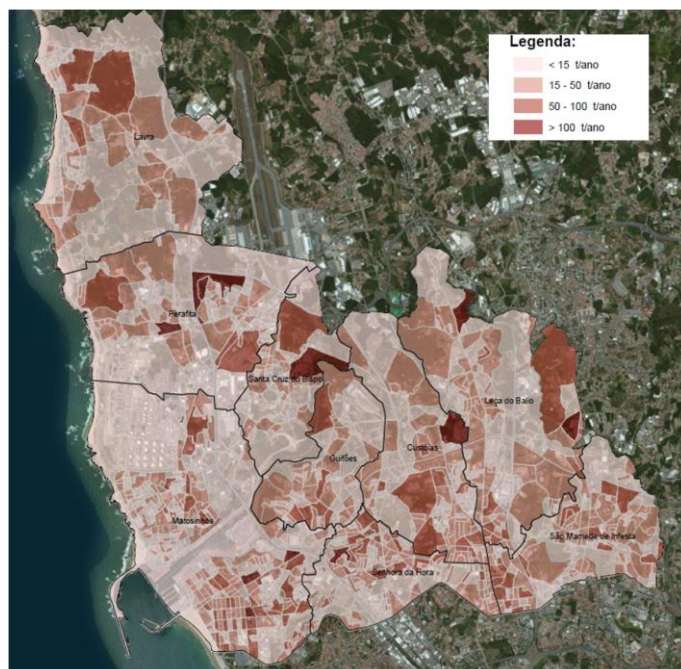 Legenda:
< 15 t/ano
15 - 50 t/ano
50 - 100 t/ano
> 100 t/ano
Lavra
Perafita
Santa Cruz do Bispo
Leça do Balio
Guifões
Custóias
Matosinhos
São Mamede de Infesta
Senhora da Hora